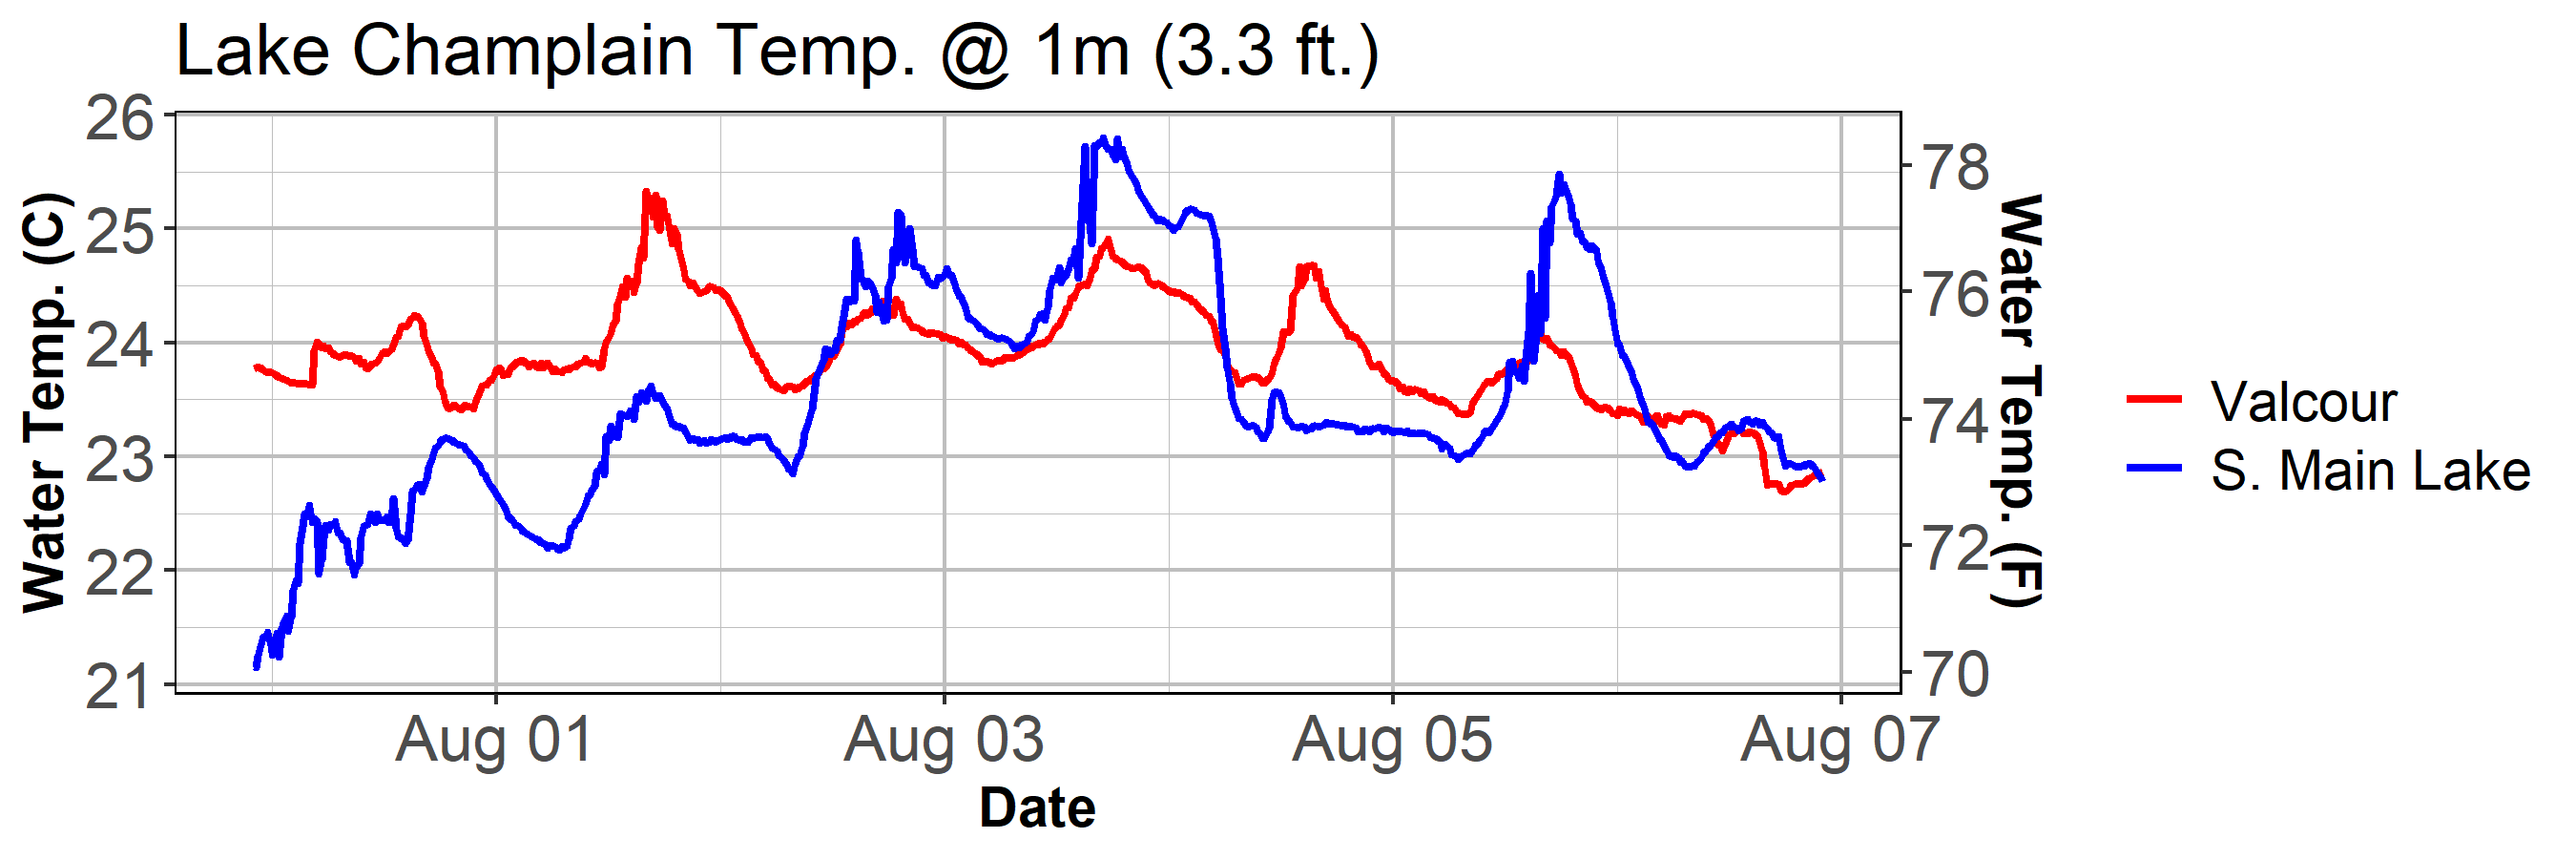 Lake Champlain Temp. @ 1m (3.3 ft.)
Water Temp. (C)
26
25
24
23
22
21
78
76
74
72
70
Water Temp. (F)
Aug 01
Aug 03
Aug 05
Aug 07
Date
Valcour
S. Main Lake